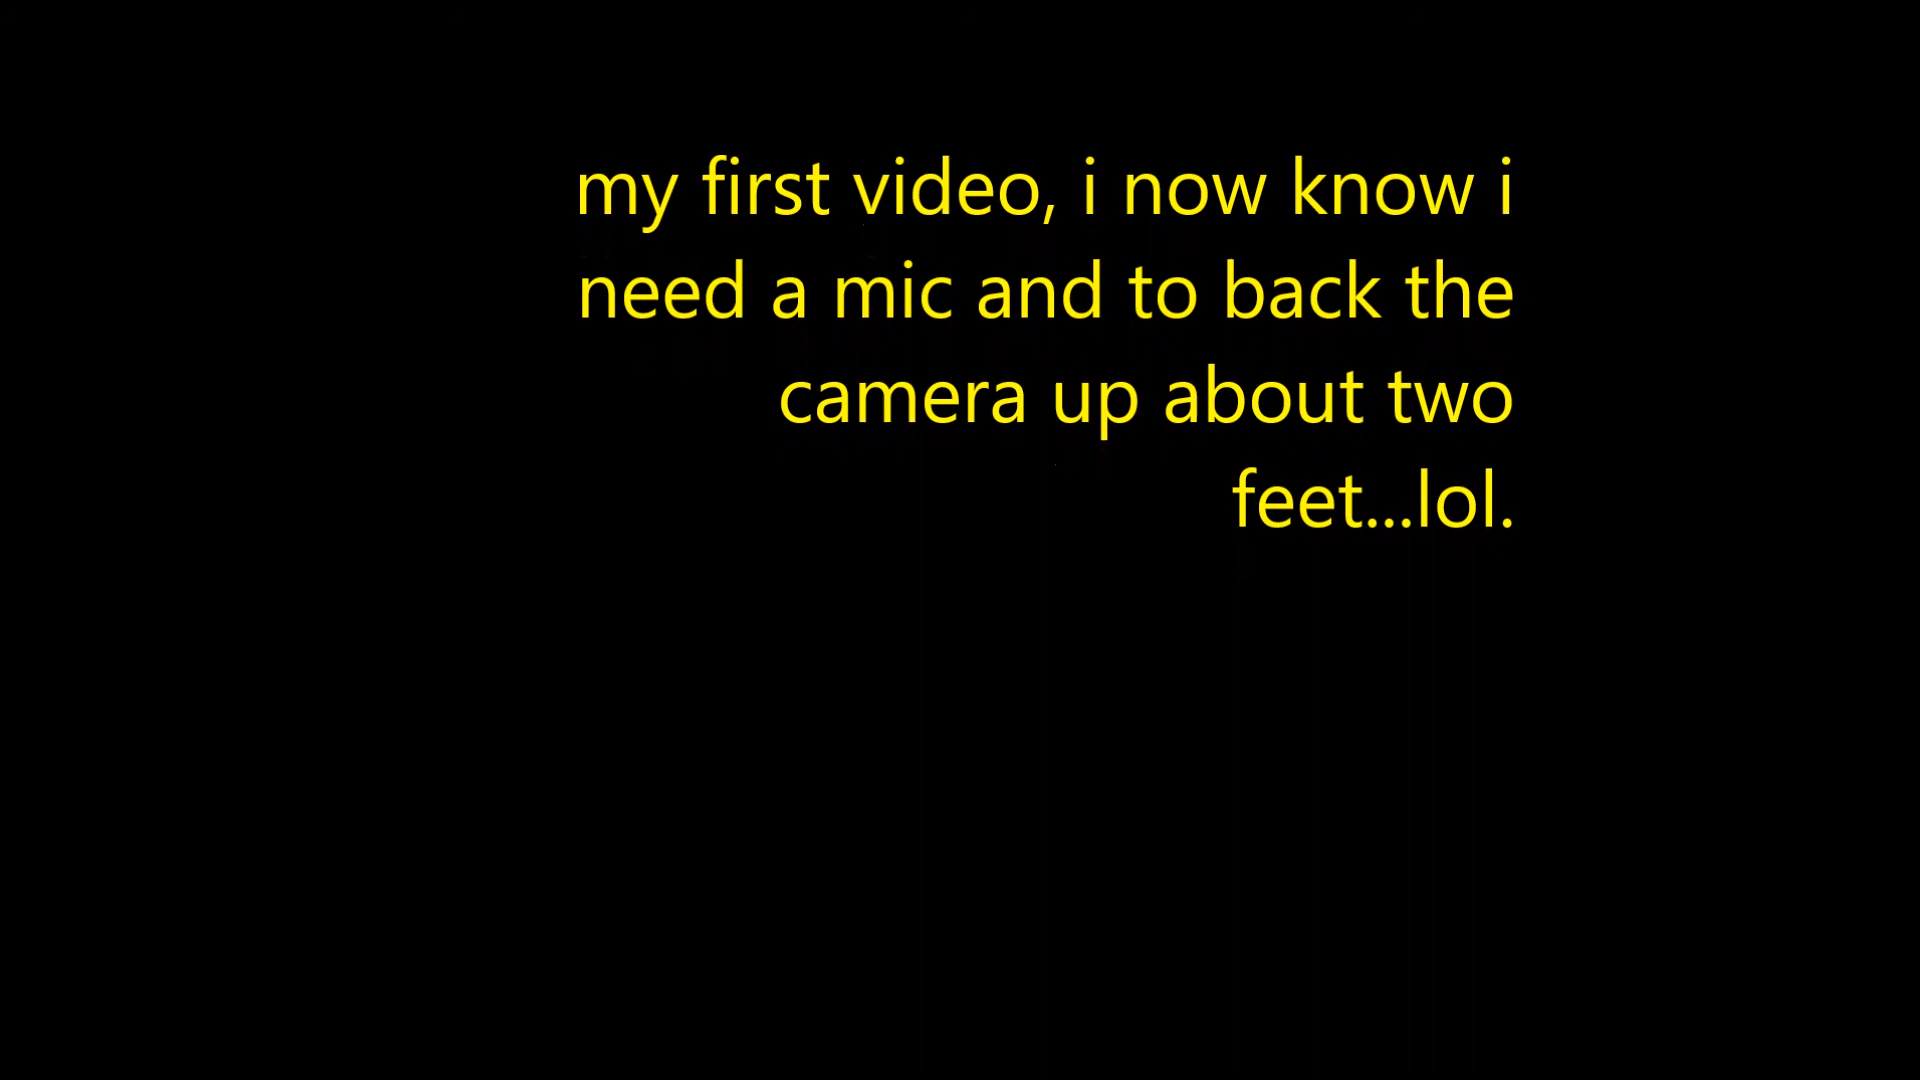 my first video, i now know i
need a mic and to back the
camera up about two
feet...lol.